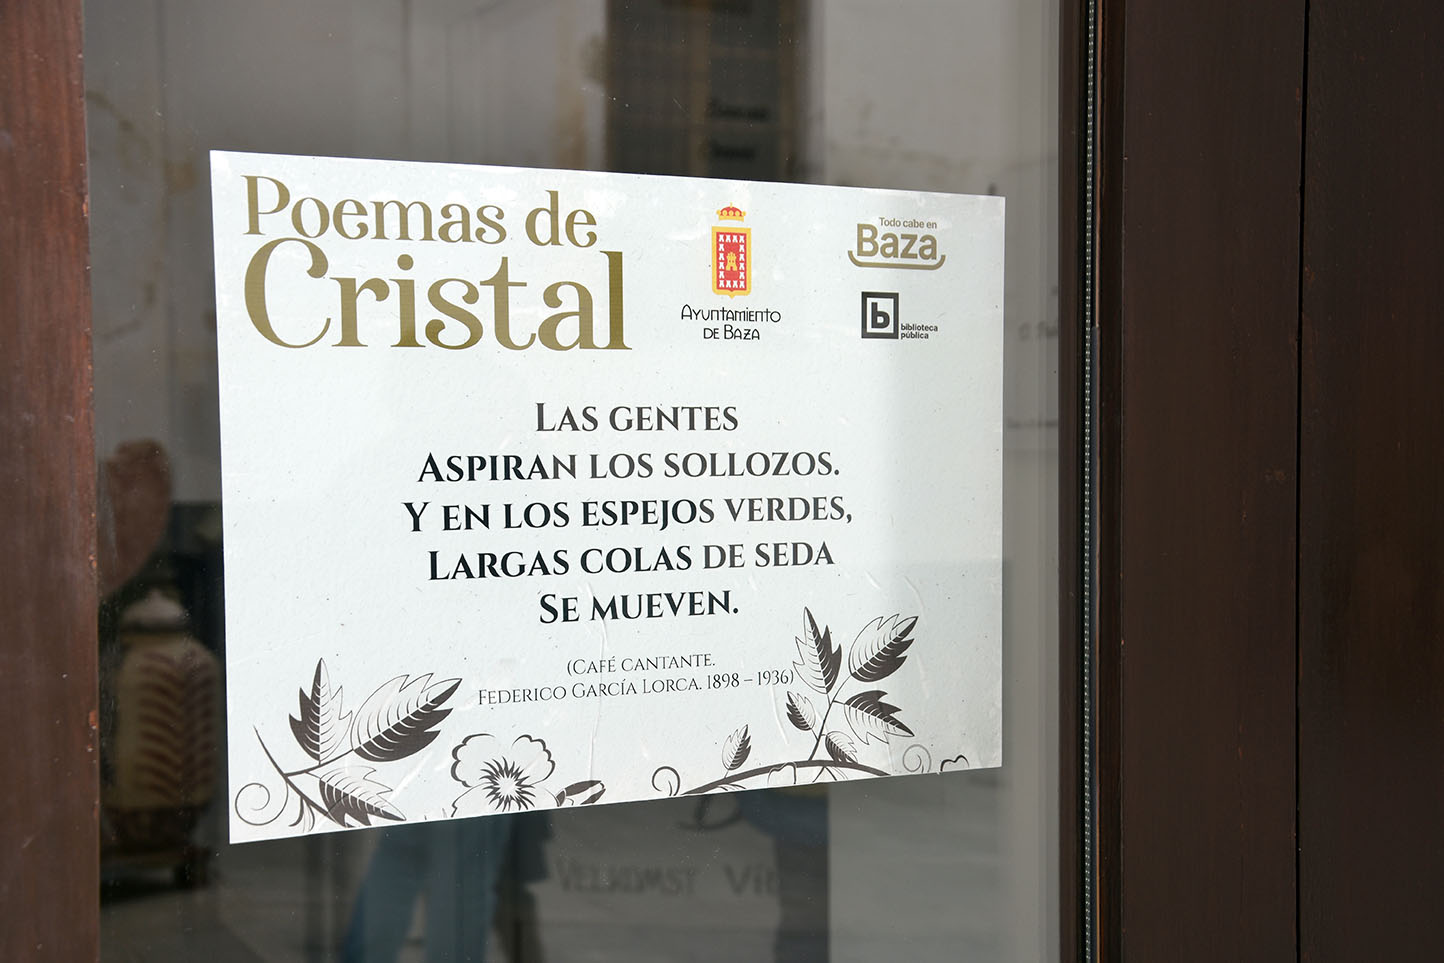 Poemas de
Cristal
AYUNTAMIENTO
DE BAZA
Todo cabe en
Baza
b
biblioteca
pública
LAS GENTES
ASPIRAN LOS SOLLOZOS.
Y EN LOS ESPEJOS VERDES,
LARGAS COLAS DE SEDA
SE MUEVEN.
(CAFÉ CANTANTE.
FEDERICO GARCÍA LORCA. 1898 – 1936)